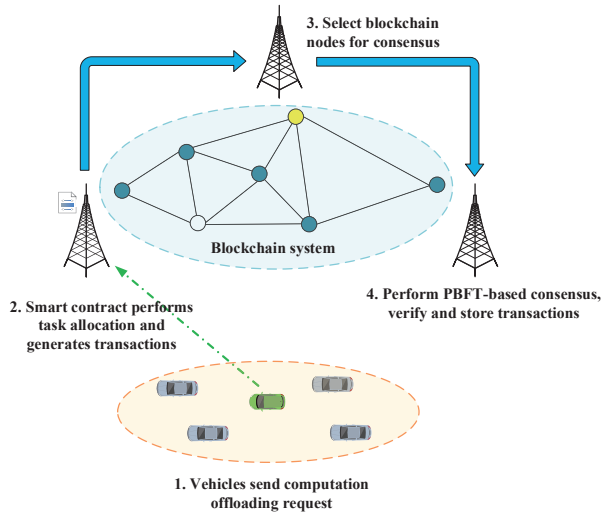 3. Select blockchain
nodes for consensus
Blockchain system
2. Smart contract performs
task allocation and
generates transactions
4. Perform PBFT-based consensus,
verify and store transactions
1. Vehicles send computation
offloading request